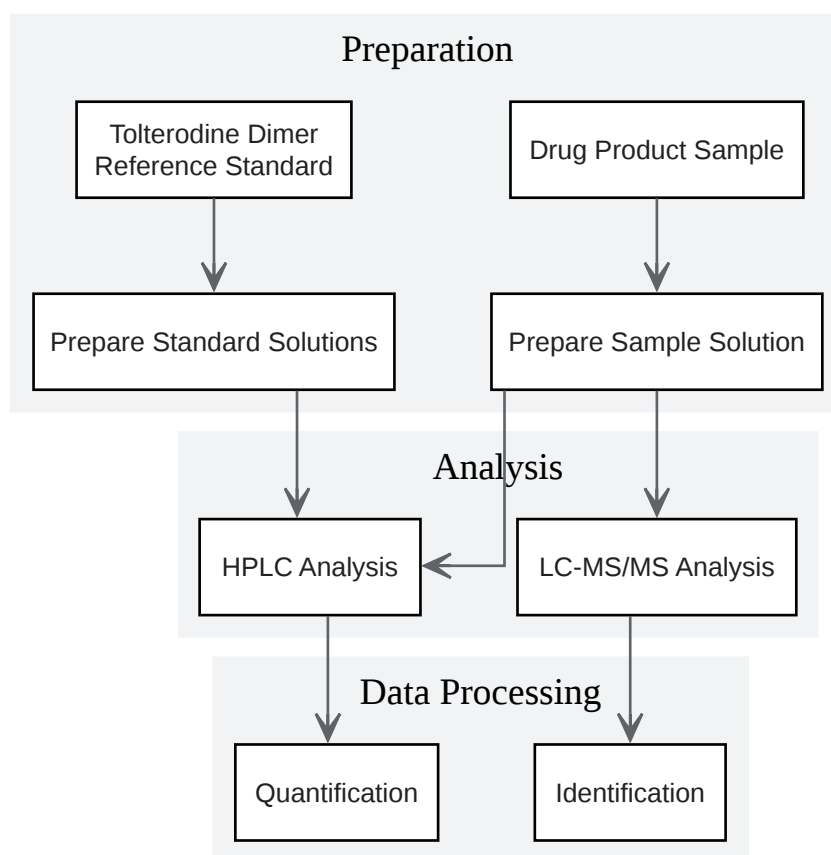 Preparation
Tolterodine Dimer
Reference Standard
Drug Product Sample
Prepare Standard Solutions
Prepare Sample Solution
Analysis
HPLC Analysis
LC-MS/MS Analysis
Data Processing
Quantification
Identification